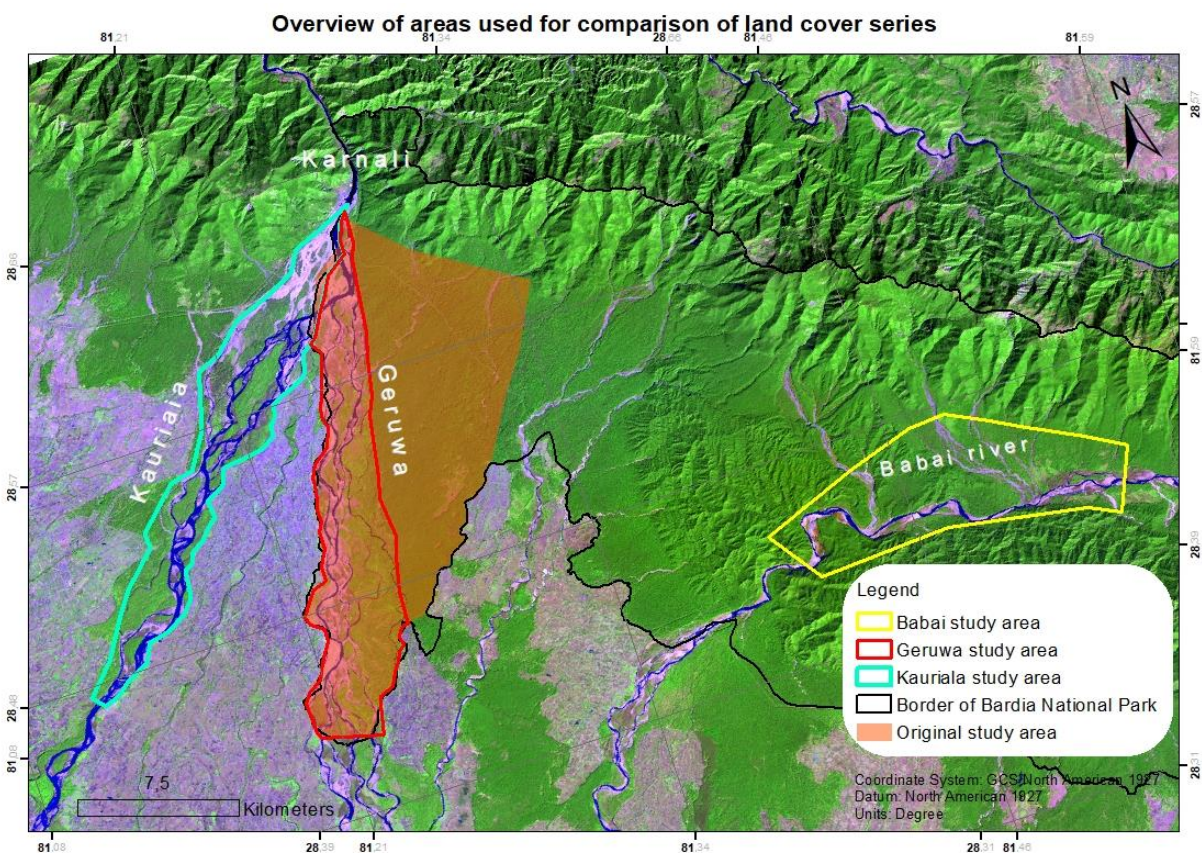 Overview of areas used for comparison of land cover series
81.21
81.34
28.66
81.48
81.59
N
28.57
Karnali
28.66
Geruwa
Kauriala
81.59
28.57
Babai river
28.39
Legend
Babai study area
Geruwa study area
Kauriala study area
Border of Bardia National Park
Original study area
28.48
81.08
28.31
7,5
Kilometers
Coordinate System: GCS North American 1927
Datum: North American 1927
Units: Degree
81.08
28.39
81.21
81.34
28.31
81.46